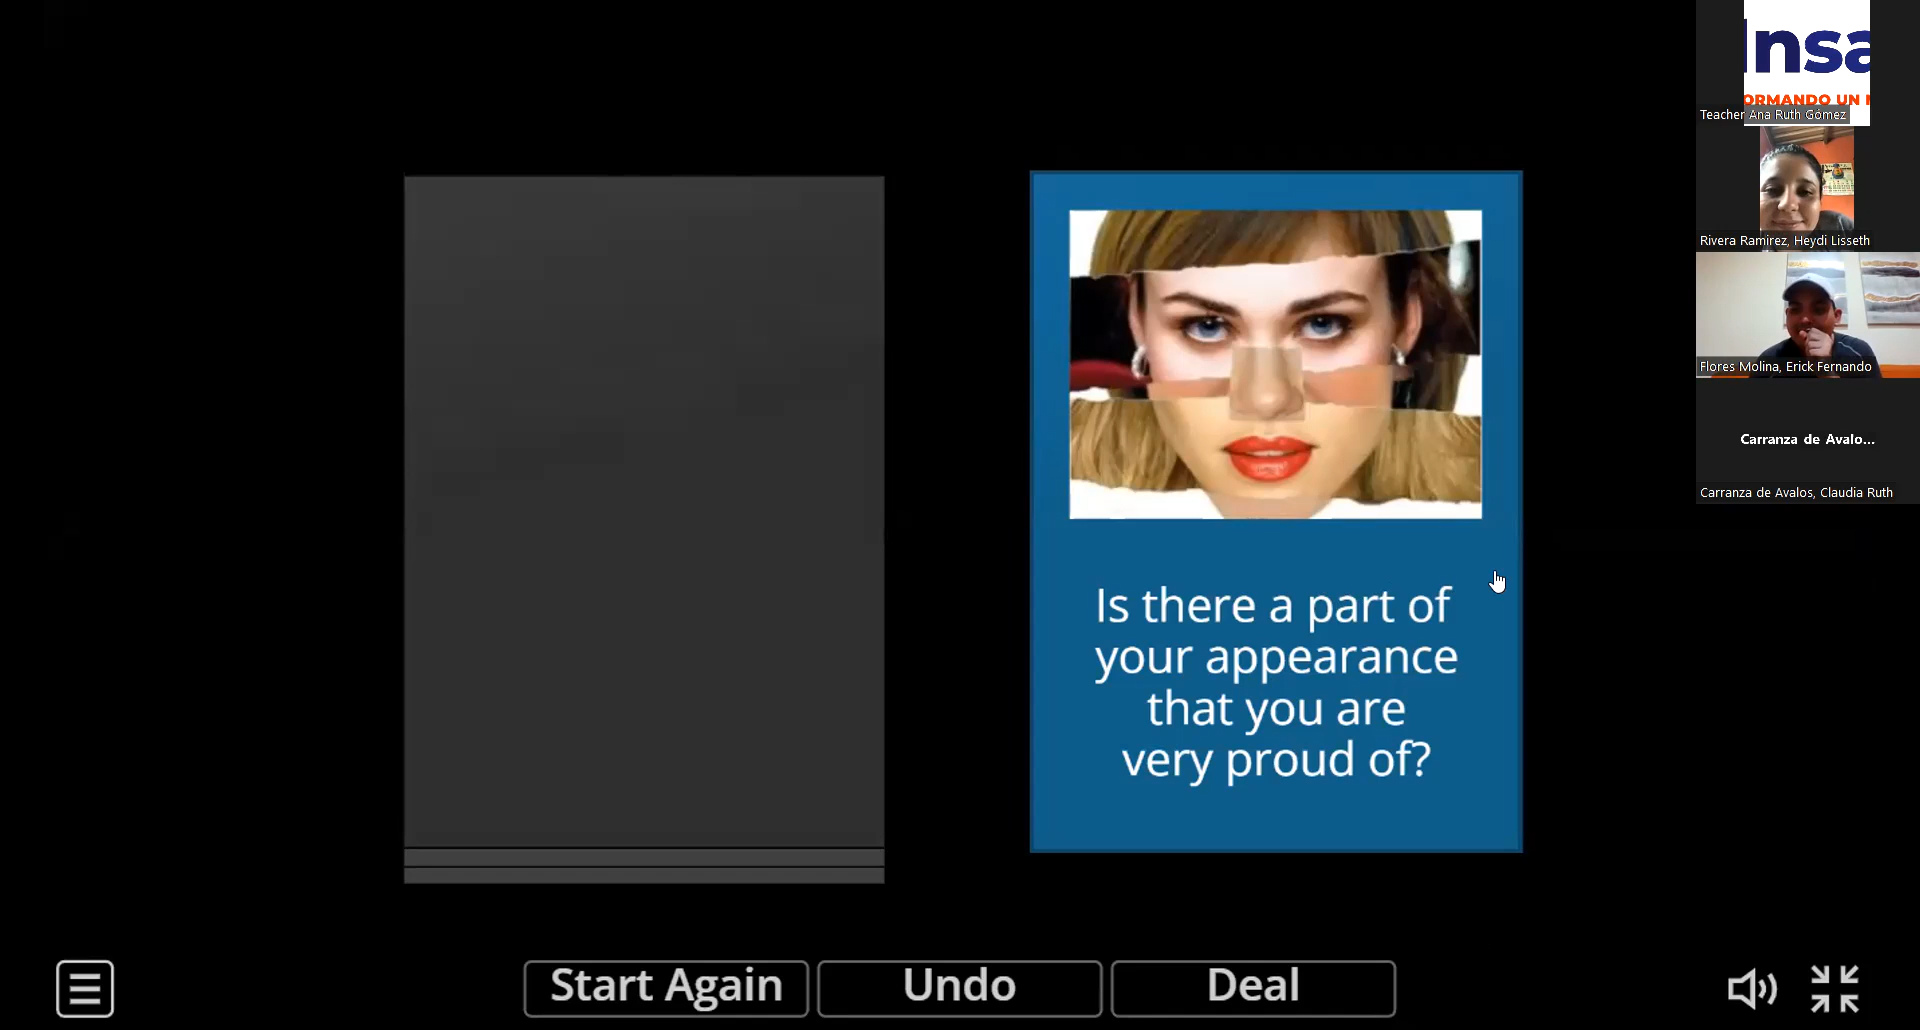 Insa
ORMANDO UN
Teacher Ana Ruth Gómez
Rivera Ramirez, Heydi Lisseth
Flores Molina, Erick Fernando
Carranza de Avalo...
Carranza de Avalos, Claudia Ruth
Is there a part of
your appearance
that you are
very proud of?
Start Again
Undo
Deal